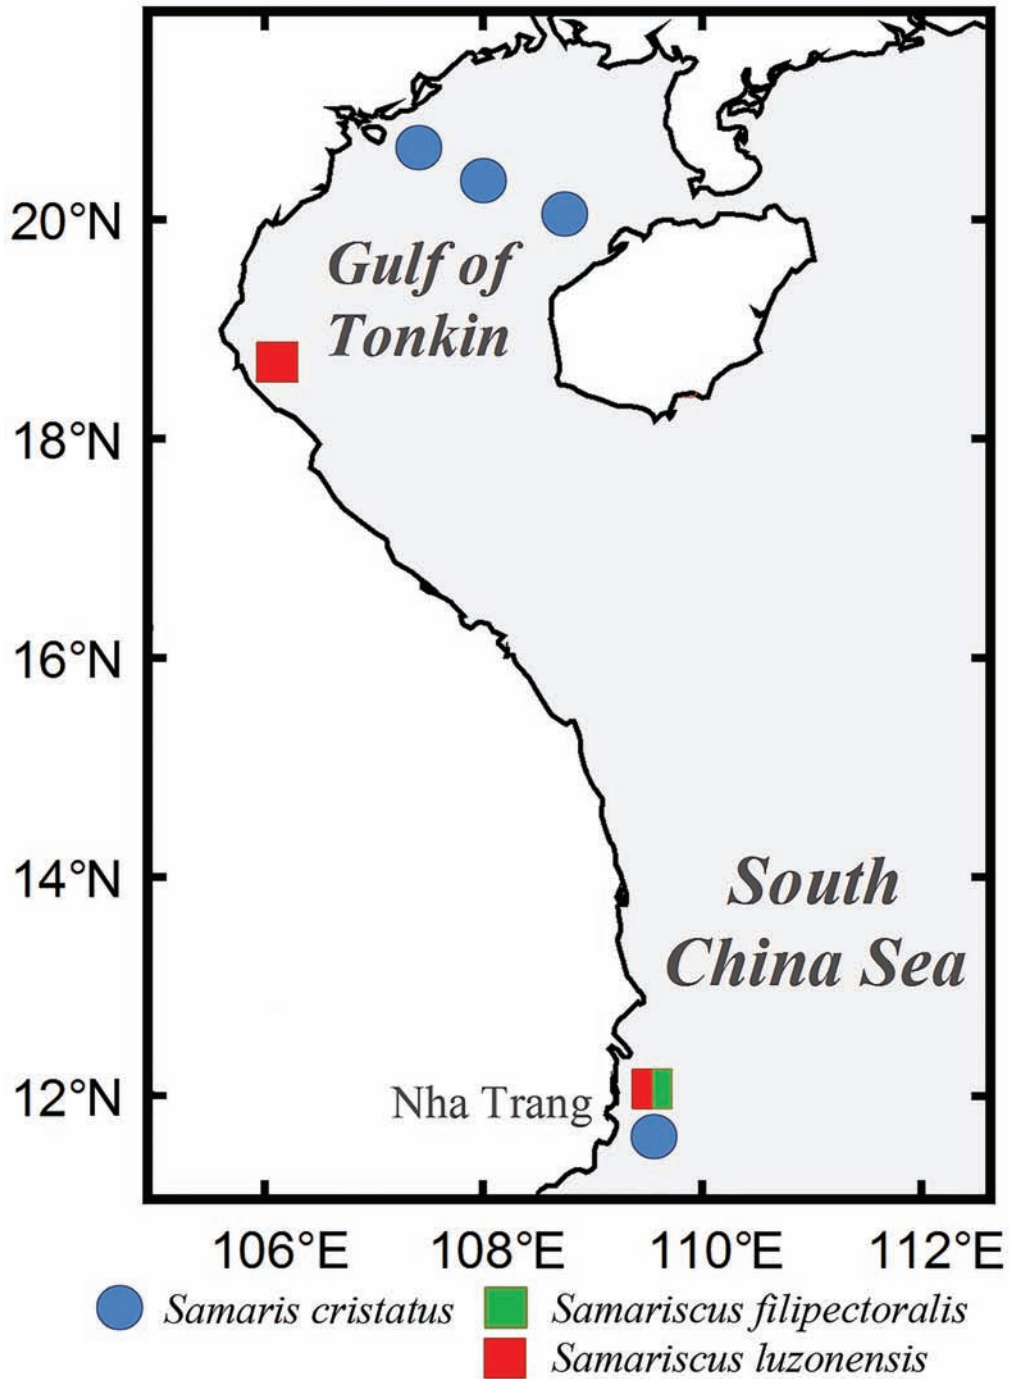 20°N
Gulf of
Tonkin
18°N
16°N
14°N
South
China Sea
12°N
Nha Trang
106°E 108°E 110°E 112°E
Samaris cristatus
Samariscus filipectoralis
Samariscus luzonensis